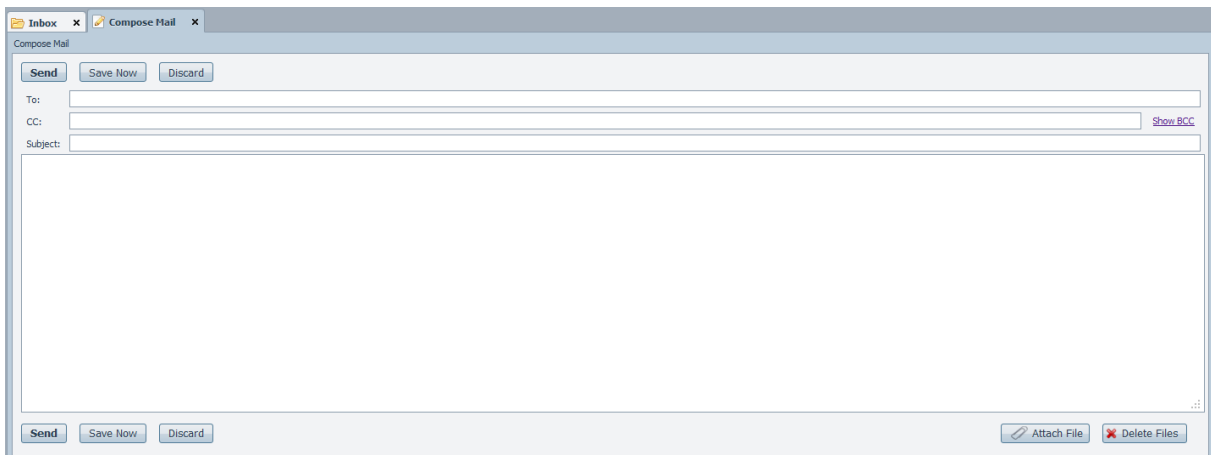 Inbox x Compose Mail x
Compose Mail
Send Save Now Discard
To:
CC: Show BCC
Subject:
Send Save Now Discard Attach File Delete Files